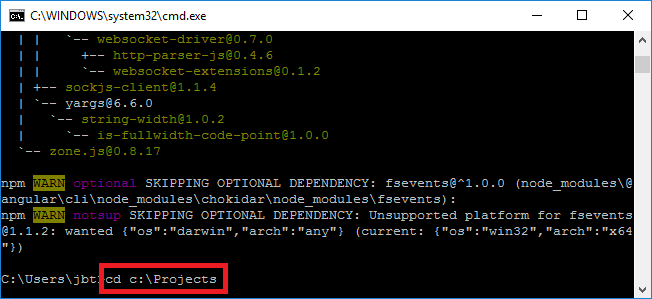 C:\WINDOWS\system32\cmd.exe
| |   `-- websocket-driver@0.7.0
| |     +-- http-parser-js@0.4.6
| |     `-- websocket-extensions@0.1.2
| +-- sockjs-client@1.1.4
| `-- yargs@6.6.0
|   `-- string-width@1.0.2
|     `-- is-fullwidth-code-point@1.0.0
`-- zone.js@0.8.17
npm WARN optional SKIPPING OPTIONAL DEPENDENCY: fsevents@^1.0.0 (node_modules\@
angular\cli\node_modules\chokidar\node_modules\fsevents):
npm WARN notsup SKIPPING OPTIONAL DEPENDENCY: Unsupported platform for fsevents
@1.1.2: wanted {"os":"darwin","arch":"any"} (current: {"os":"win32","arch":"x64
"})
C:\Users\jbt>cd c:\Projects